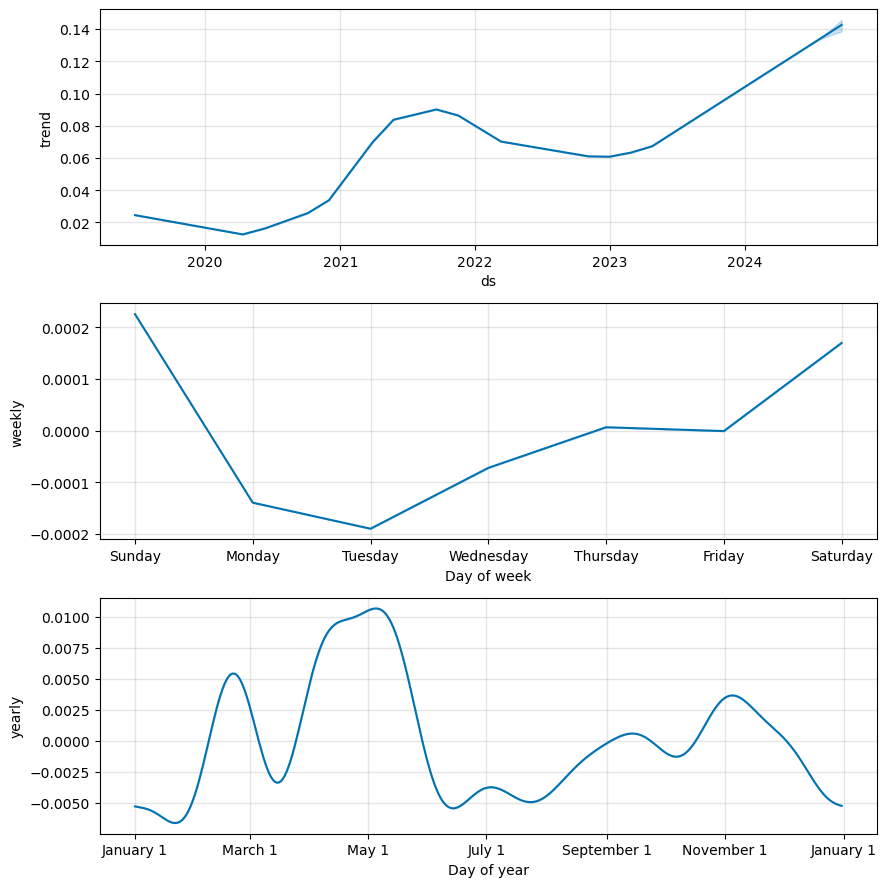 0.14
0.12
0.10
0.08
0.06
0.04
0.02
trend
2020 2021 2022 2023 2024
ds
0.0002
0.0001
0.0000
−0.0001
−0.0002
weekly
Sunday Monday Tuesday Wednesday Thursday Friday Saturday
Day of week
0.0100
0.0075
0.0050
0.0025
0.0000
−0.0025
−0.0050
yearly
January 1 March 1 May 1 July 1 September 1 November 1 January 1
Day of year